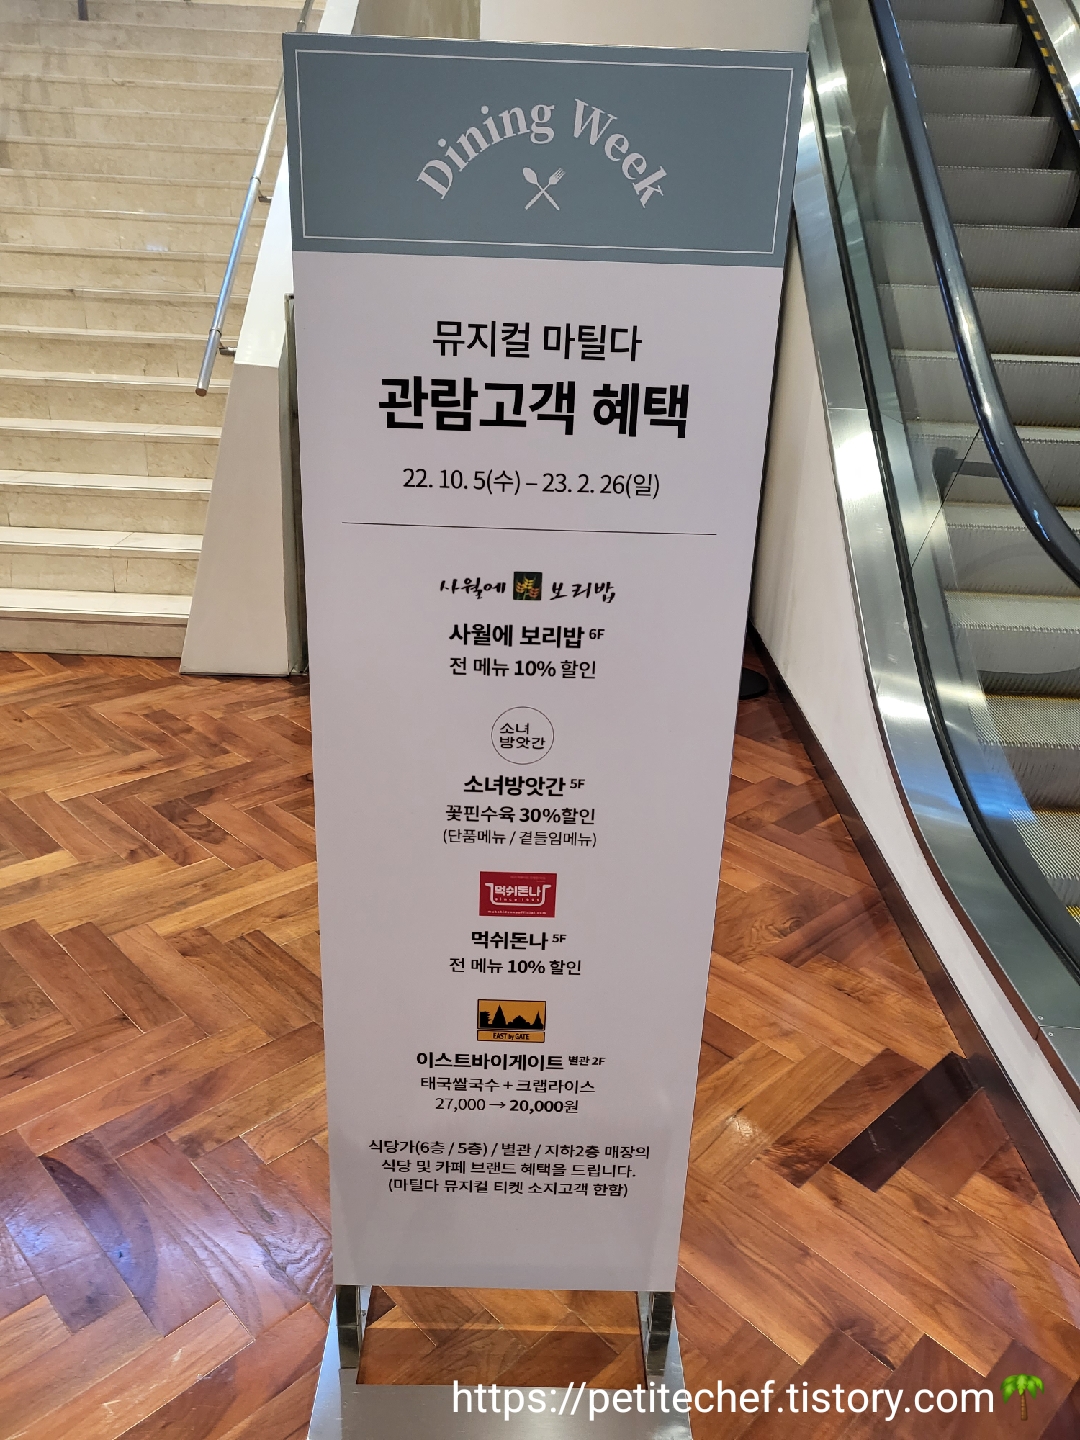 Dining Week
뮤지컬 마틸다
관람고객 혜택
22. 10. 5(수) – 23. 2. 26(일)
사월에 보리밥
사월에 보리밥 6F
전 메뉴 10% 할인
소녀
방앗간
소녀방앗간 5F
꽃핀수육 30%할인
(단품메뉴 / 곁들임메뉴)
먹쉬돈나
먹쉬돈나 5F
전 메뉴 10% 할인
EAST by GATE
이스트바이게이트 별관 2F
태국쌀국수 + 크랩라이스
27,000 → 20,000원
식당가(6층 / 5층) / 별관 / 지하2층 매장의
식당 및 카페 브랜드 혜택을 드립니다.
(마틸다 뮤지컬 티켓 소지고객 한함)
https://petitechef.tistory.com